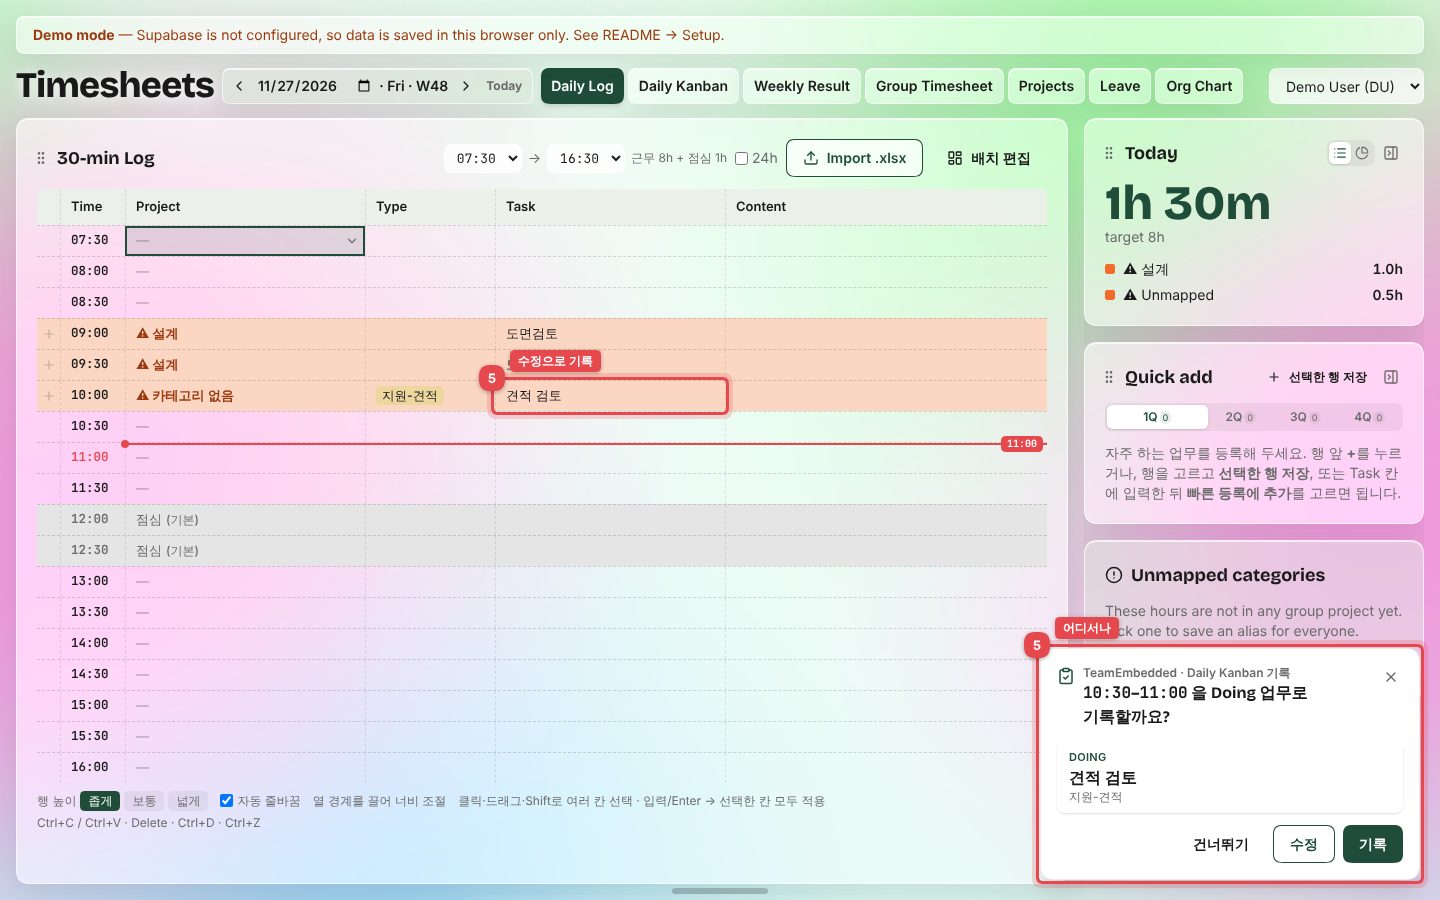 Demo mode — Supabase is not configured, so data is saved in this browser only. See README → Setup.
Timesheets
11/27/2026 · Fri · W48 Today
Daily Log
Daily Kanban
Weekly Result
Group Timesheet
Projects
Leave
Org Chart
Demo User (DU)
30-min Log
07:30 → 16:30 근무 8h + 점심 1h 24h
Import .xlsx
배치 편집
Time Project Type Task Content
07:30 —
08:00 —
08:30 —
09:00 설계 도면검토
09:30 설계
수정으로 기록
5
10:00 카테고리 없음 지원-견적 견적 검토
10:30 —
11:00
11:00 —
11:30 —
12:00 점심 (기본)
12:30 점심 (기본)
13:00 —
13:30 —
14:00 —
14:30 —
15:00 —
15:30 —
16:00 —
행 높이 좁게 보통 넓게 자동 줄바꿈 열 경계를 끌어 너비 조절 클릭·드래그·Shift로 여러 칸 선택 · 입력/Enter → 선택한 칸 모두 적용
Ctrl+C / Ctrl+V · Delete · Ctrl+D · Ctrl+Z
Today
1h 30m
target 8h
설계 1.0h
Unmapped 0.5h
Quick add
+ 선택한 행 저장
1Q 0 2Q 0 3Q 0 4Q 0
자주 하는 업무를 등록해 두세요. 행 앞 +를 누르
거나, 행을 고르고 선택한 행 저장, 또는 Task 칸
에 입력한 뒤 빠른 등록에 추가를 고르면 됩니다.
Unmapped categories
These hours are not in any group project yet.
어디서나
one to save an alias for everyone.
5
TeamEmbedded · Daily Kanban 기록
10:30–11:00 을 Doing 업무로
기록할까요?
DOING
견적 검토
지원-견적
건너뛰기
수정
기록